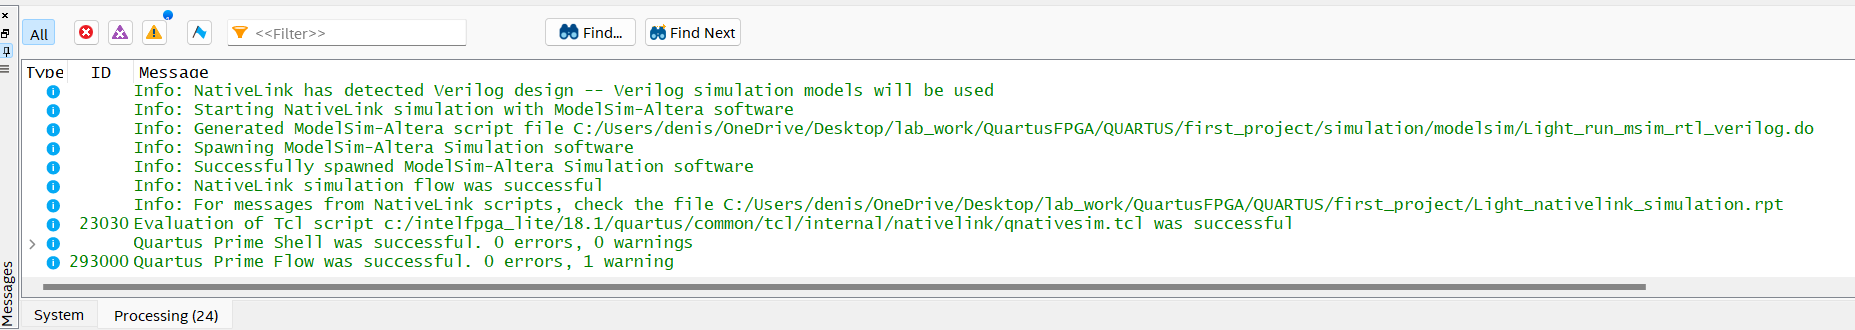 All <<Filter>> Find... Find Next
Type ID Message
Info: NativeLink has detected Verilog design -- Verilog simulation models will be used
Info: Starting NativeLink simulation with ModelSim-Altera software
Info: Generated ModelSim-Altera script file C:/Users/denis/OneDrive/Desktop/lab_work/QuartusFPGA/QUARTUS/first_project/simulation/modelsim/Light_run_msim_rtl_verilog.do
Info: Spawning ModelSim-Altera Simulation software
Info: Successfully spawned ModelSim-Altera Simulation software
Info: NativeLink simulation flow was successful
Info: For messages from NativeLink scripts, check the file C:/Users/denis/OneDrive/Desktop/lab_work/QuartusFPGA/QUARTUS/first_project/Light_nativelink_simulation.rpt
23030 Evaluation of Tcl script c:/intelfpga_lite/18.1/quartus/common/tcl/internal/nativelink/qnativesim.tcl was successful
Quartus Prime Shell was successful. 0 errors, 0 warnings
293000 Quartus Prime Flow was successful. 0 errors, 1 warning
Messages
System Processing (24)